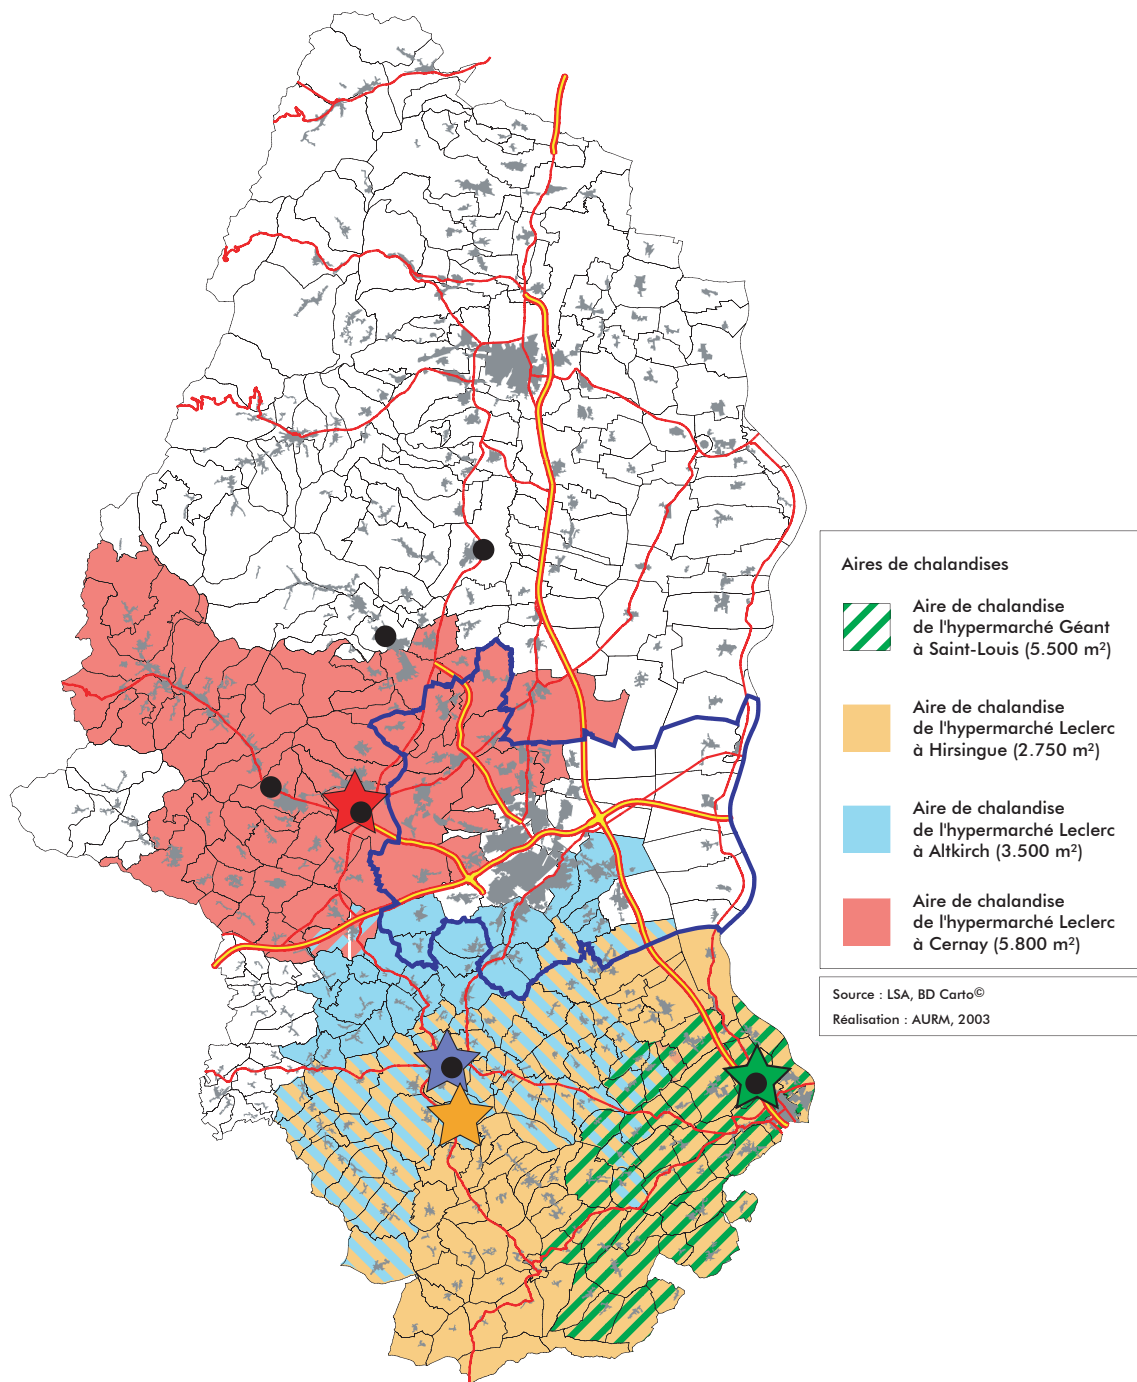 Aires de chalandises
Aire de chalandise
de l'hypermarché Géant
à Saint-Louis (5.500 m²)
Aire de chalandise
de l'hypermarché Leclerc
à Hirsingue (2.750 m²)
Aire de chalandise
de l'hypermarché Leclerc
à Altkirch (3.500 m²)
Aire de chalandise
de l'hypermarché Leclerc
à Cernay (5.800 m²)
Source : LSA, BD Carto©
Réalisation : AURM, 2003